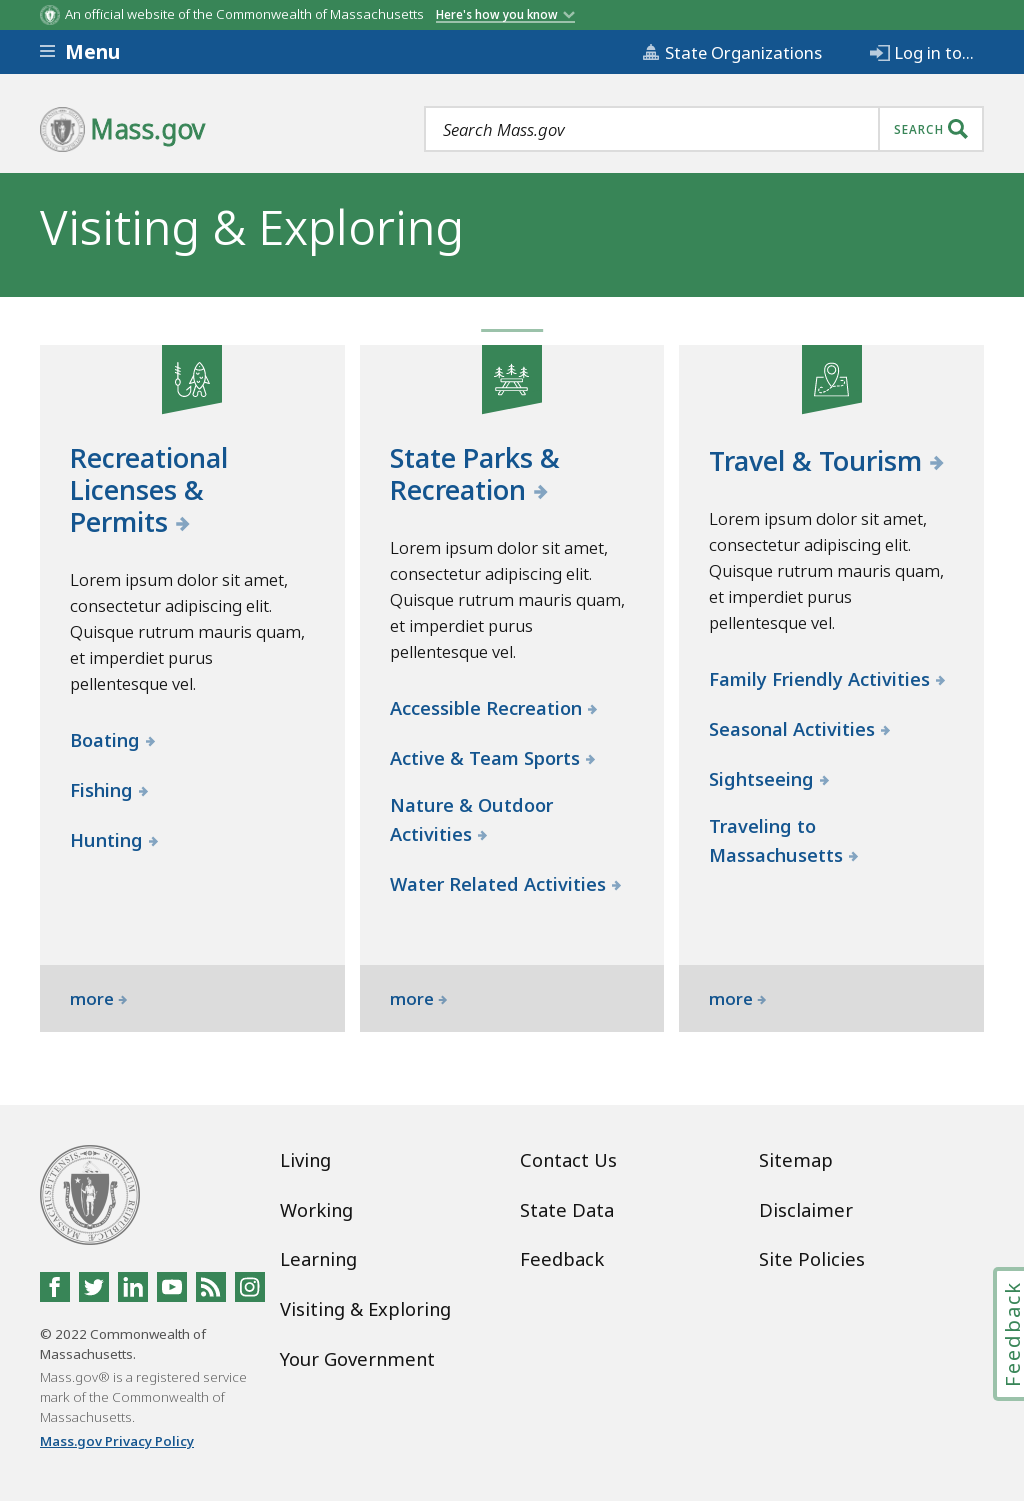 An official website of the Commonwealth of Massachusetts Here's how you know
Menu
State Organizations
Log in to...
Mass.gov
Search Mass.gov
SEARCH
Visiting & Exploring
Recreational
Licenses &
Permits
Lorem ipsum dolor sit amet,
consectetur adipiscing elit.
Quisque rutrum mauris quam,
et imperdiet purus
pellentesque vel.
Boating
Fishing
Hunting
more
State Parks &
Recreation
Lorem ipsum dolor sit amet,
consectetur adipiscing elit.
Quisque rutrum mauris quam,
et imperdiet purus
pellentesque vel.
Accessible Recreation
Active & Team Sports
Nature & Outdoor
Activities
Water Related Activities
more
Travel & Tourism
Lorem ipsum dolor sit amet,
consectetur adipiscing elit.
Quisque rutrum mauris quam,
et imperdiet purus
pellentesque vel.
Family Friendly Activities
Seasonal Activities
Sightseeing
Traveling to
Massachusetts
more
Living
Working
Learning
Visiting & Exploring
Your Government
Contact Us
State Data
Feedback
Sitemap
Disclaimer
Site Policies
© 2022 Commonwealth of
Massachusetts.
Mass.gov® is a registered service
mark of the Commonwealth of
Massachusetts.
Mass.gov Privacy Policy
Feedback